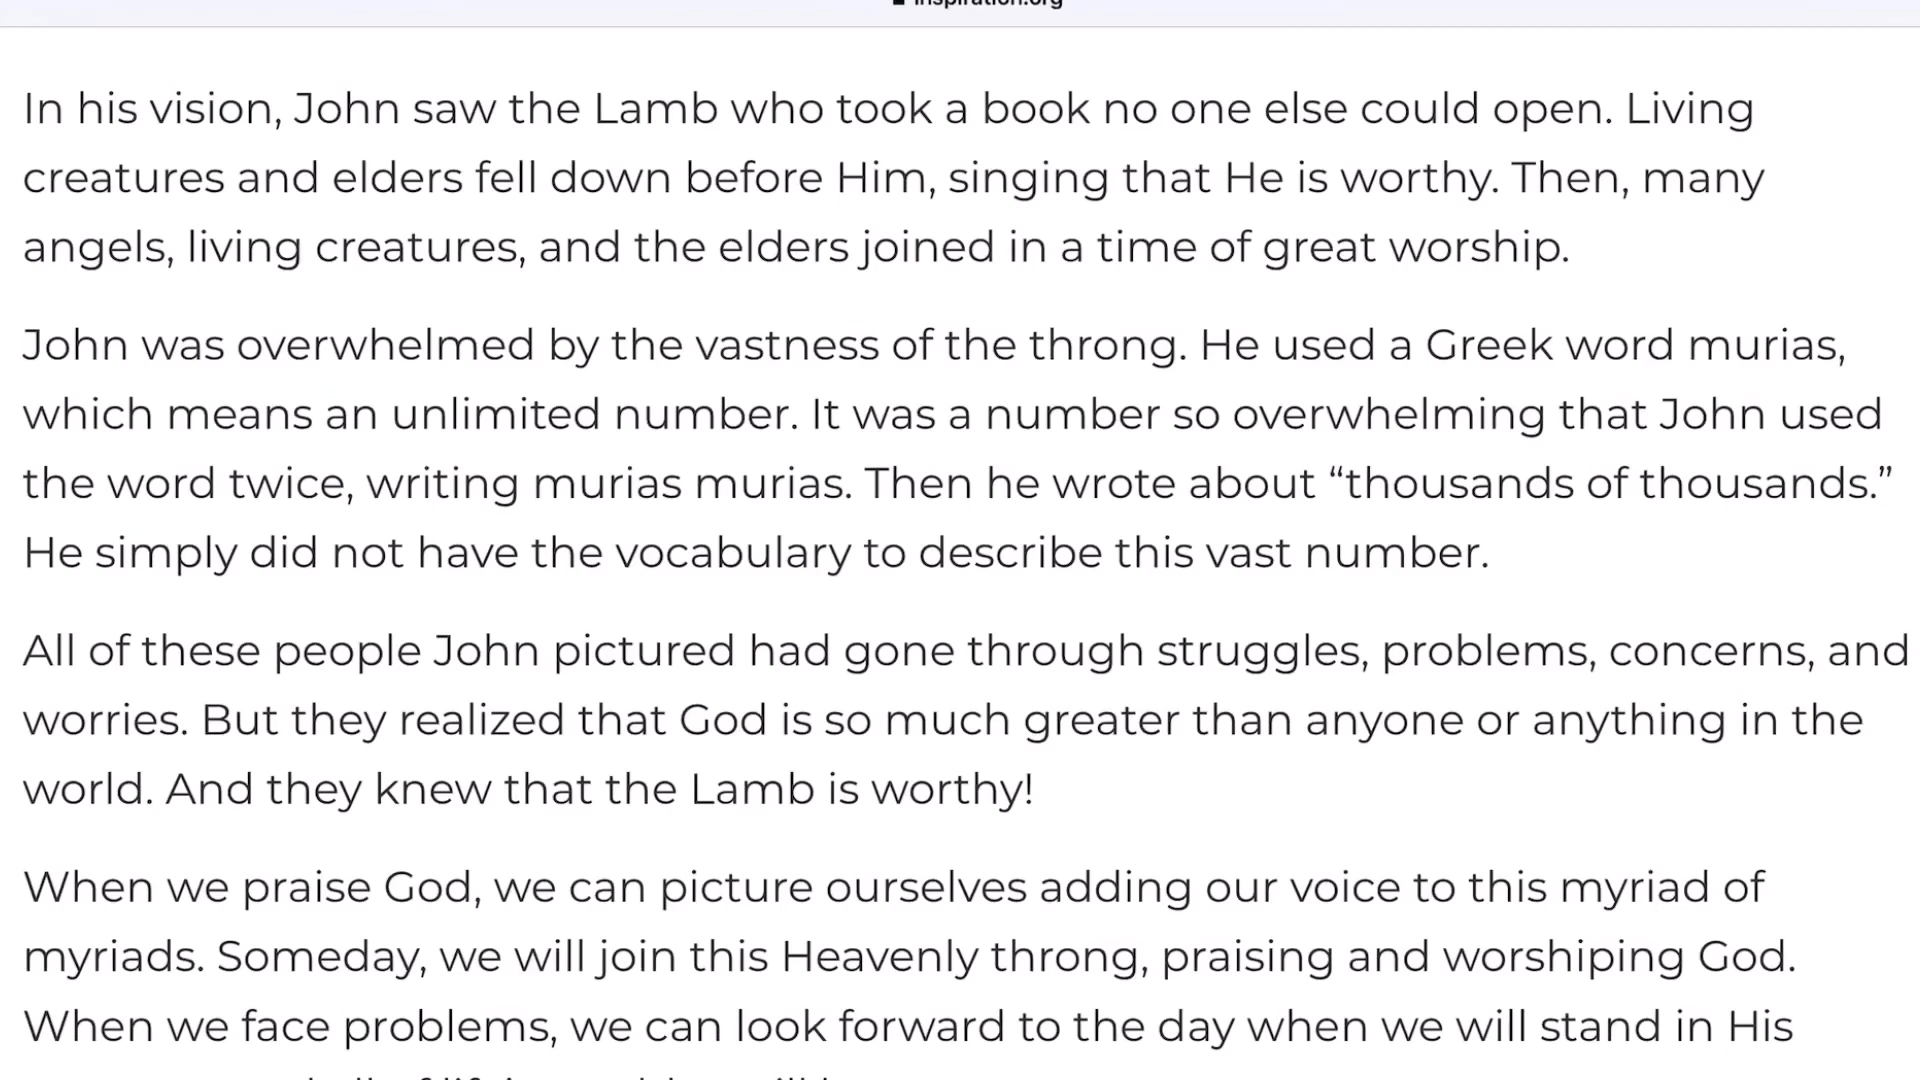 inspiration.org
In his vision, John saw the Lamb who took a book no one else could open. Living
creatures and elders fell down before Him, singing that He is worthy. Then, many
angels, living creatures, and the elders joined in a time of great worship.
John was overwhelmed by the vastness of the throng. He used a Greek word murias,
which means an unlimited number. It was a number so overwhelming that John used
the word twice, writing murias murias. Then he wrote about “thousands of thousands.”
He simply did not have the vocabulary to describe this vast number.
All of these people John pictured had gone through struggles, problems, concerns, and
worries. But they realized that God is so much greater than anyone or anything in the
world. And they knew that the Lamb is worthy!
When we praise God, we can picture ourselves adding our voice to this myriad of
myriads. Someday, we will join this Heavenly throng, praising and worshiping God.
When we face problems, we can look forward to the day when we will stand in His